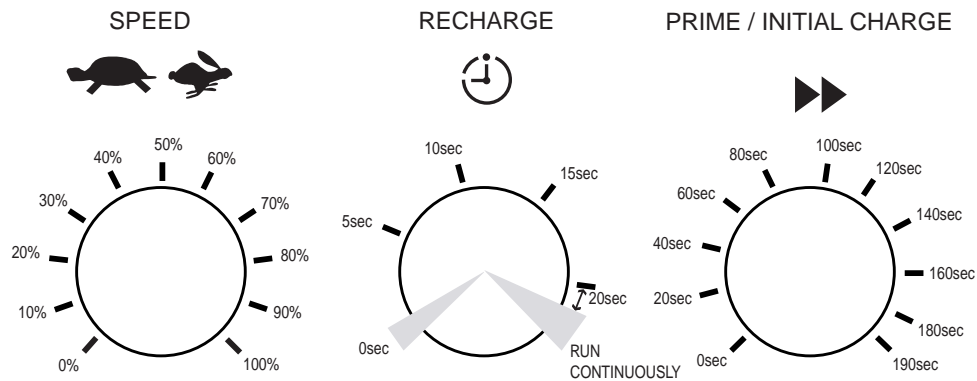 SPEED
RECHARGE
PRIME / INITIAL CHARGE
0%
10%
20%
30%
40%
50%
60%
70%
80%
90%
100%
0sec
5sec
10sec
15sec
20sec
RUN
CONTINUOUSLY
0sec
20sec
40sec
60sec
80sec
100sec
120sec
140sec
160sec
180sec
190sec